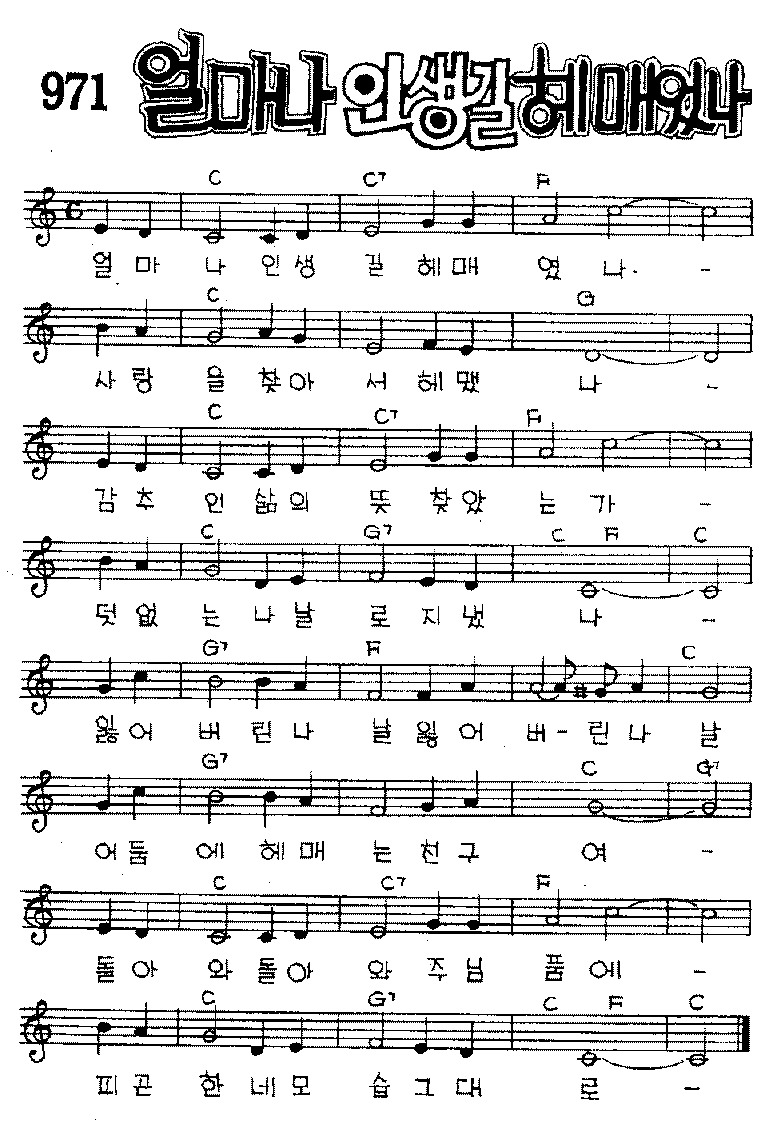 971 얼마나 인생길 헤매었나
C C7 F
얼 마 나 인 생 길 헤 매 였 나. -
C G
사 랑 을 찾 아 서 헤 맸 나 -
C C7 F
감 추 인 삶 의 뜻 찾 았 는 가 -
C G7 C F C
덧 없 는 나 날 로 지 냈 나 -
G7 F C
잃 어 버 린 나 날 잃 어 버 - 린 나 날
G7 C G7
어 둠 에 헤 매 는 친 구 여 -
C C7 F
돌 아 와 돌 아 와 주 님 품 에 -
C G7 C F C
피 곤 한 네 모 습 그 대 로 -